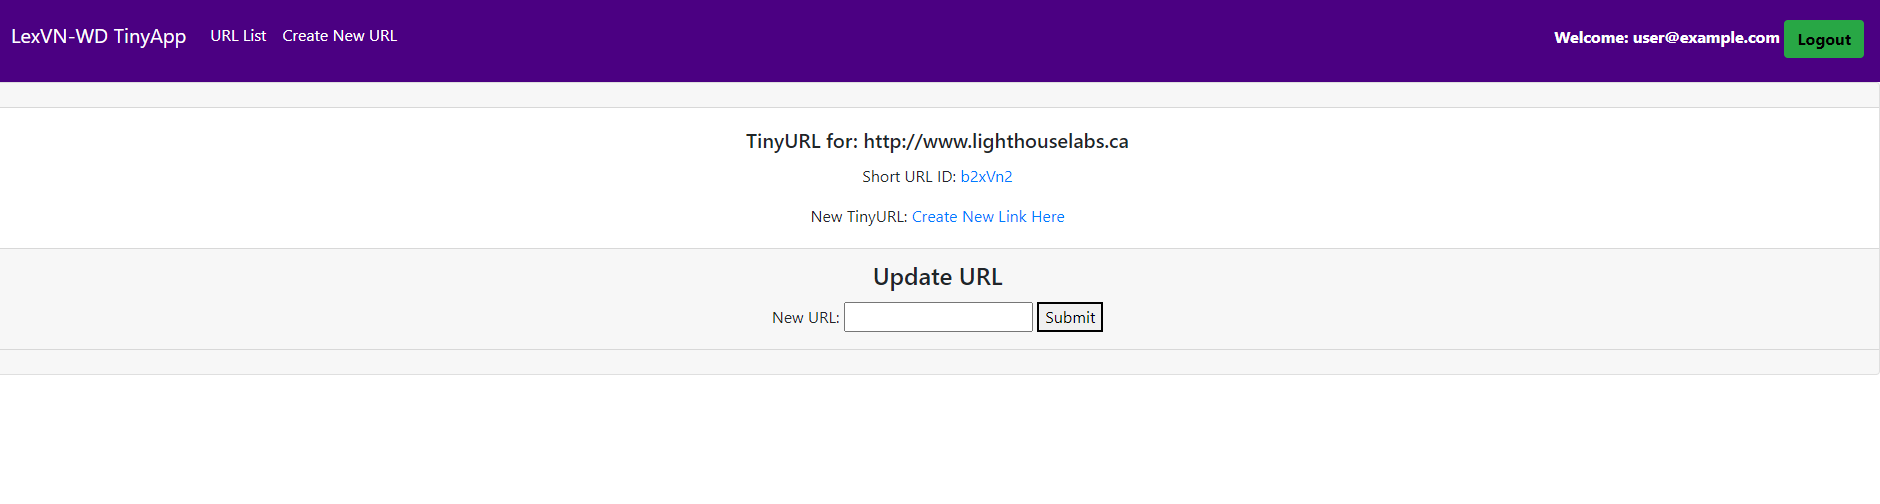 LexVN-WD TinyApp URL List Create New URL Welcome: user@example.com Logout
TinyURL for: http://www.lighthouselabs.ca
Short URL ID: b2xVn2
New TinyURL: Create New Link Here
Update URL
New URL: Submit